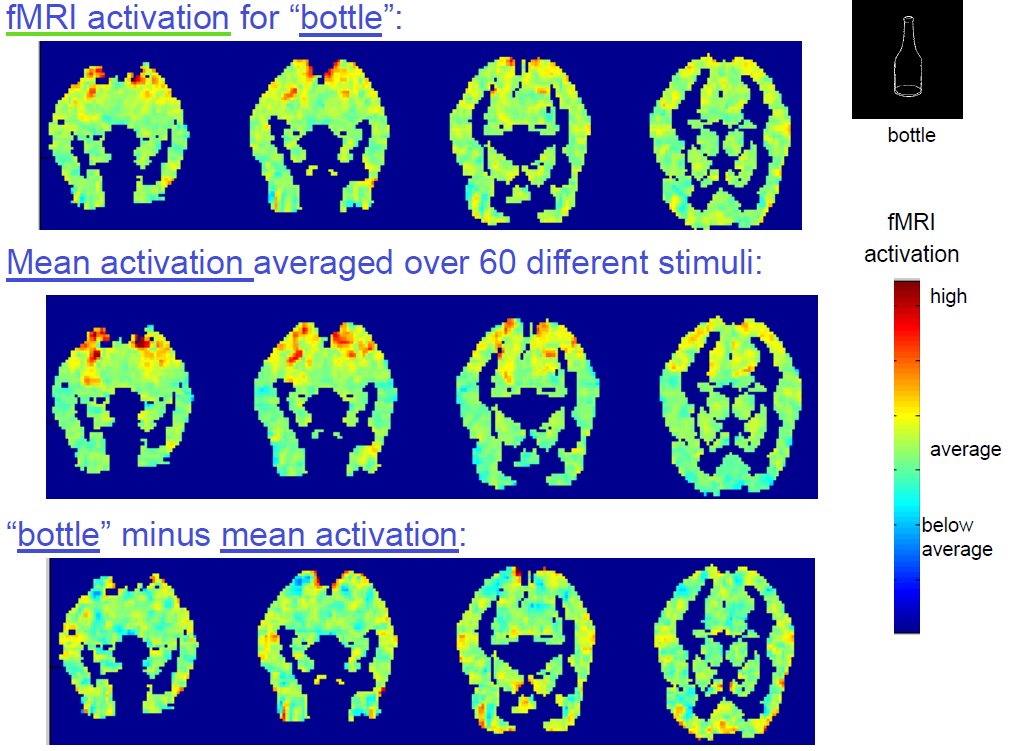 fMRI activation for “bottle”:
bottle
fMRI
activation
high
average
below
average
Mean activation averaged over 60 different stimuli:
“bottle” minus mean activation: